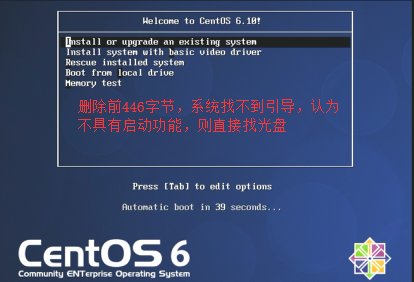 Welcome to CentOS 6.10!
Install or upgrade an existing system
Install system with basic video driver
Rescue installed system
Boot from local drive
Memory test
删除前446字节，系统找不到引导，认为
不具有启动功能，则直接找光盘
Press [Tab] to edit options
Automatic boot in 39 seconds...
CentOS 6
Community ENTerprise Operating System